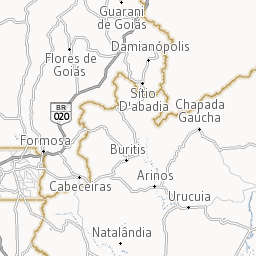 Guarani
de Goiás
Damianópolis
Flores de
Goiás
Sítio
D'abadia
Chapada
Gaúcha
BR
020
Formosa
Buritis
Cabeceiras
Arinos
Urucuia
Natalândia